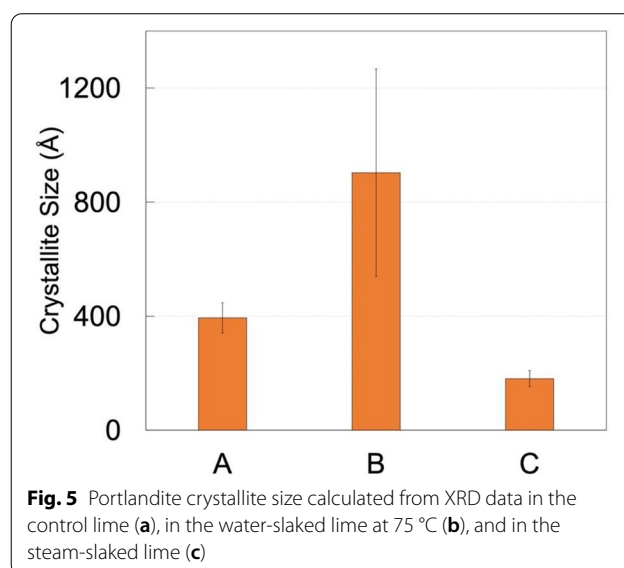 1200
800
400
0
Crystallite Size (Å)
A B C
Fig. 5 Portlandite crystallite size calculated from XRD data in the
control lime (a), in the water-slaked lime at 75 °C (b), and in the
steam-slaked lime (c)